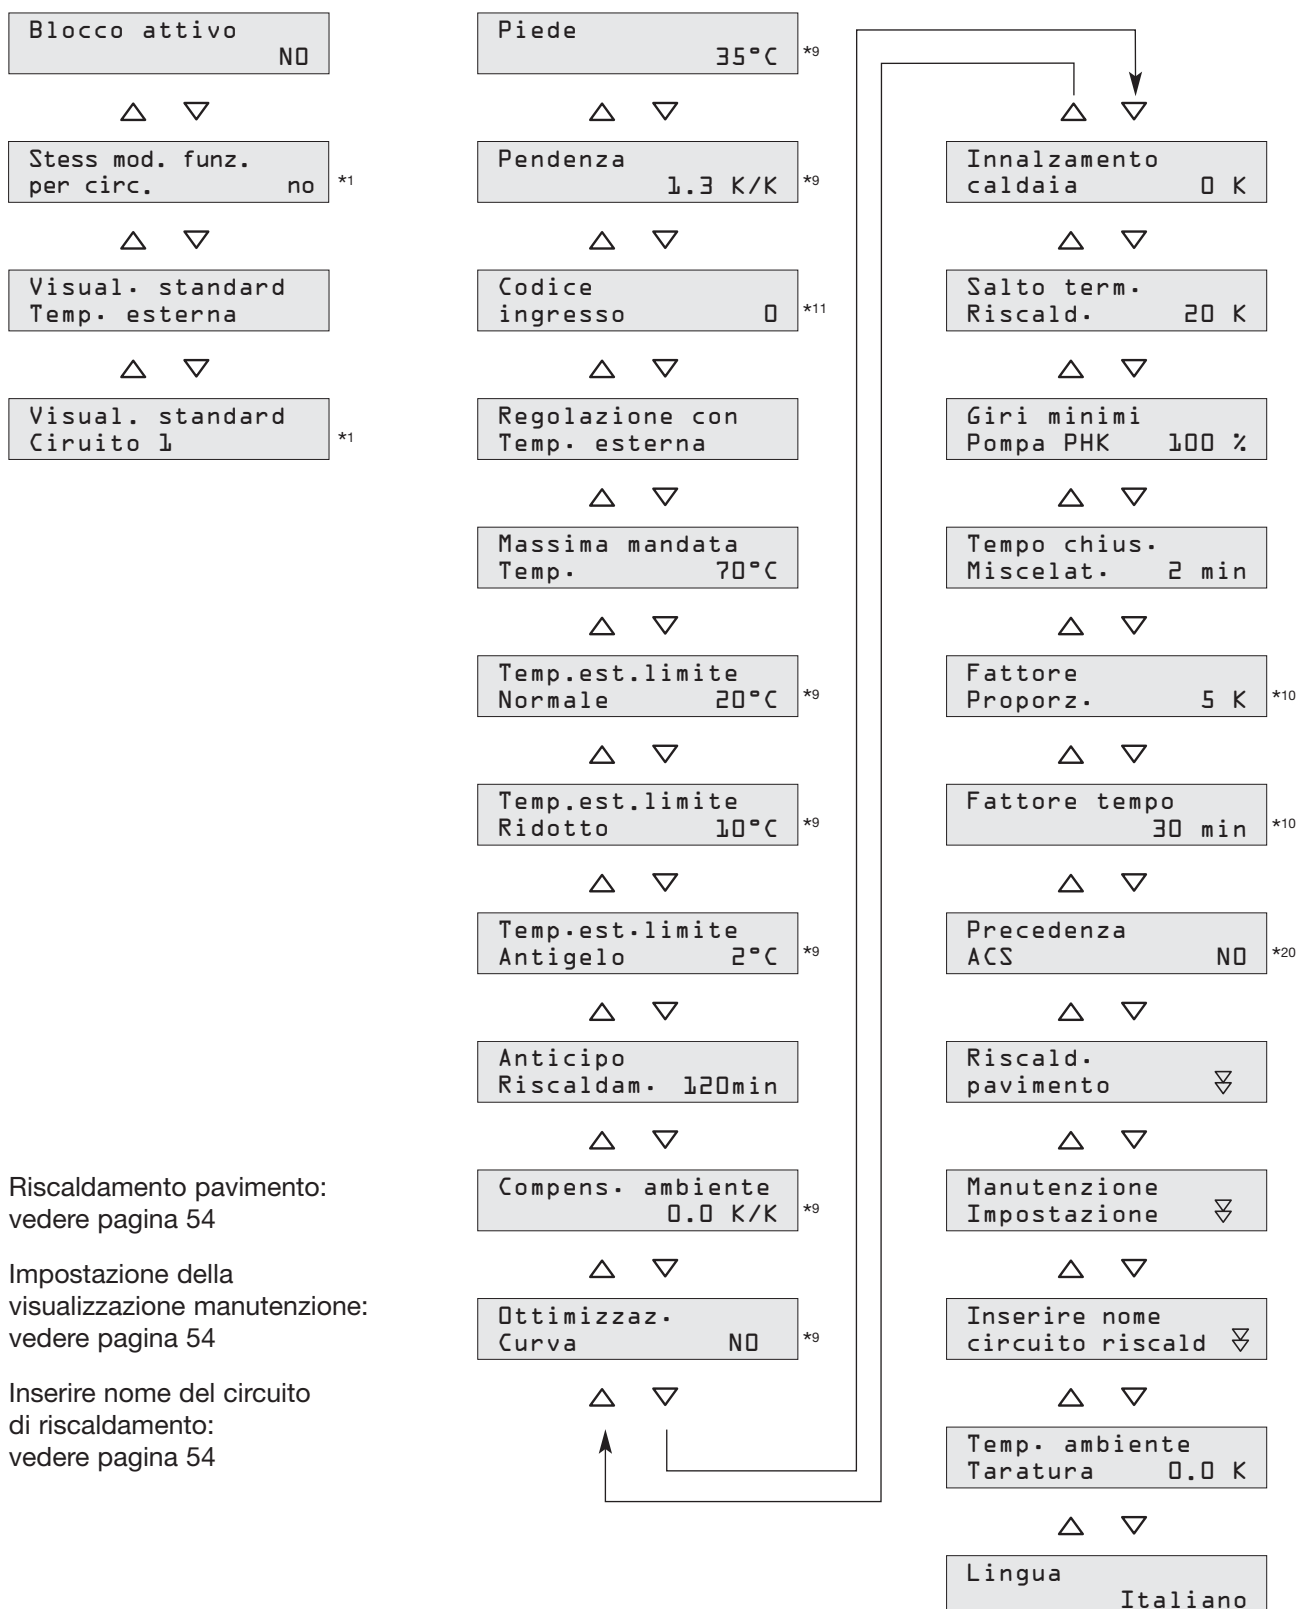 Blocco attivo
NO
Stess mod. funz.
per circ. no *1
Visual. standard
Temp. esterna
Visual. standard
Ciruito 1 *1
Riscaldamento pavimento:
vedere pagina 54
Impostazione della
visualizzazione manutenzione:
vedere pagina 54
Inserire nome del circuito
di riscaldamento:
vedere pagina 54
Piede
35°C *9
Pendenza
1.3 K/K *9
Codice
ingresso 0 *11
Regolazione con
Temp. esterna
Massima mandata
Temp. 70°C
Temp.est.limite
Normale 20°C *9
Temp.est.limite
Ridotto 10°C *9
Temp.est.limite
Antigelo 2°C *9
Anticipo
Riscaldam. 120min
Compens. ambiente
0.0 K/K *9
Ottimizzaz.
Curva NO *9
Innalzamento
caldaia 0 K
Salto term.
Riscald. 20 K
Giri minimi
Pompa PHK 100 %
Tempo chius.
Miscelat. 2 min
Fattore
Proporz. 5 K *10
Fattore tempo
30 min *10
Precedenza
ACS NO *20
Riscald.
pavimento
Manutenzione
Impostazione
Inserire nome
circuito riscald
Temp. ambiente
Taratura 0.0 K
Lingua
Italiano